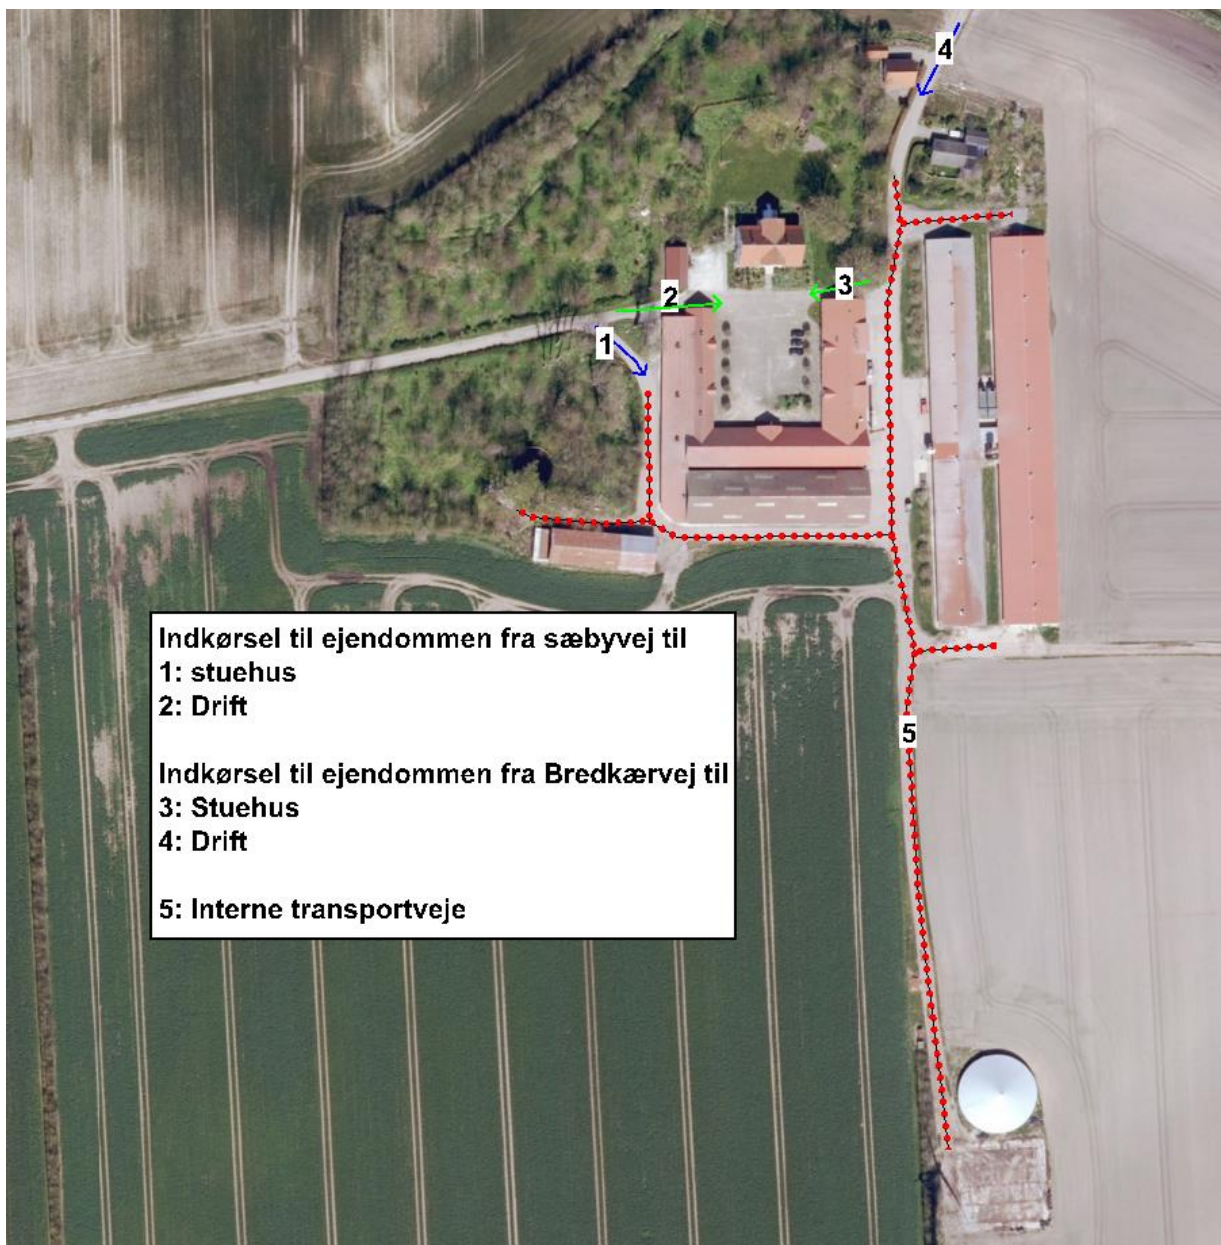 4
3
2
1
Indkørsel til ejendommen fra sæbyvej til
1: stuehus
2: Drift
Indkørsel til ejendommen fra Bredkærvej til
3: Stuehus
4: Drift
5: Interne transportveje
5